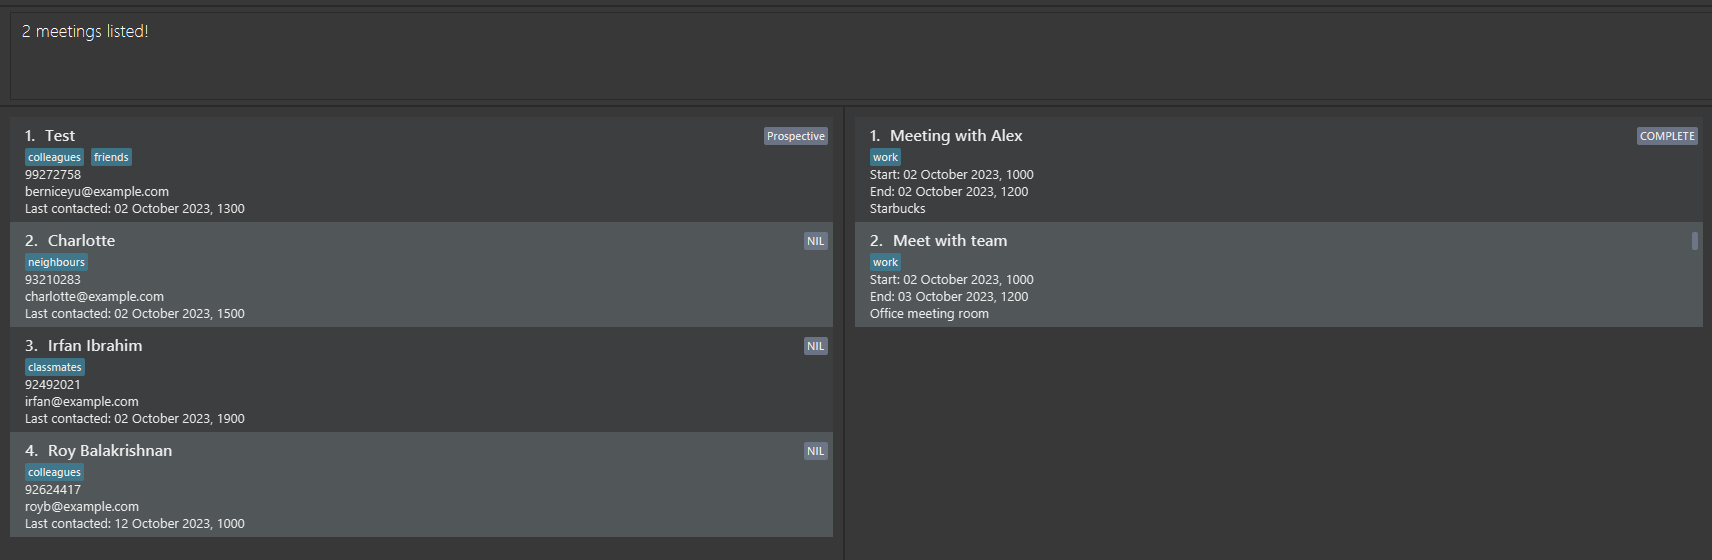 2 meetings listed!
1. Test
Prospective
colleagues friends
99272758
berniceyu@example.com
Last contacted: 02 October 2023, 1300
2. Charlotte
NIL
neighbours
93210283
charlotte@example.com
Last contacted: 02 October 2023, 1500
3. Irfan Ibrahim
NIL
classmates
92492021
irfan@example.com
Last contacted: 02 October 2023, 1900
4. Roy Balakrishnan
NIL
colleagues
92624417
royb@example.com
Last contacted: 12 October 2023, 1000
1. Meeting with Alex
COMPLETE
work
Start: 02 October 2023, 1000
End: 02 October 2023, 1200
Starbucks
2. Meet with team
work
Start: 02 October 2023, 1000
End: 03 October 2023, 1200
Office meeting room